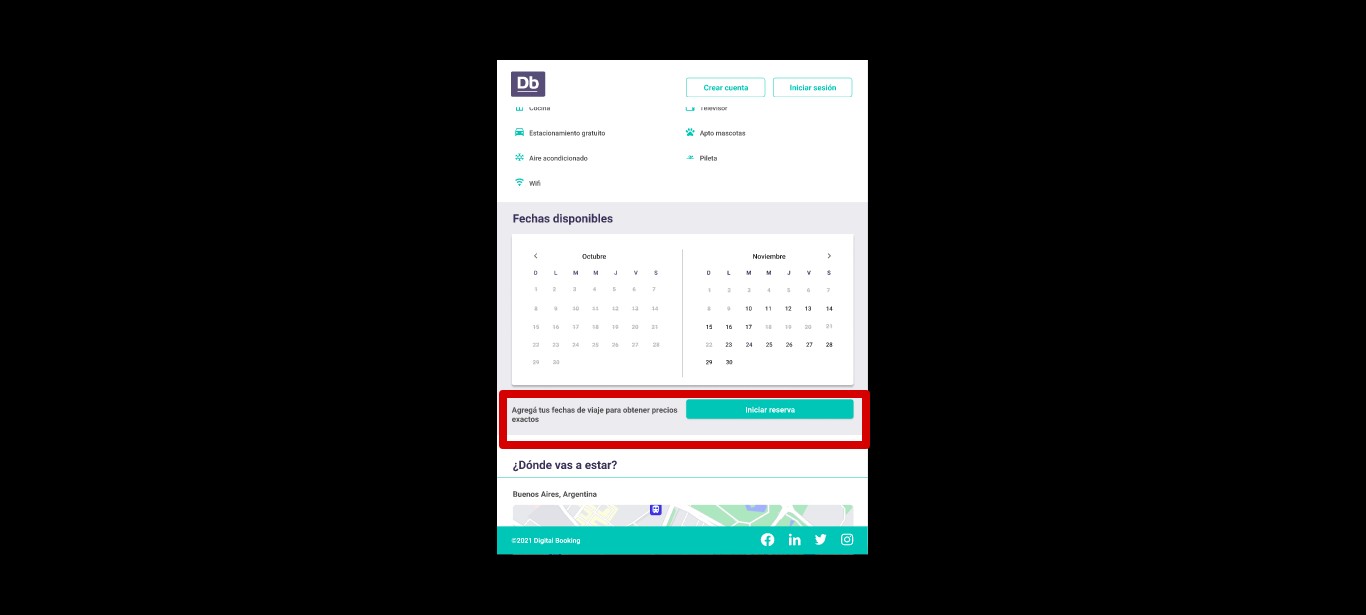 Db
Crear cuenta
Iniciar sesión
Cocina
Televisor
Estacionamiento gratuito
Apto mascotas
Aire acondicionado
Pileta
Wifi
Fechas disponibles
Octubre
D L M M J V S
1 2 3 4 5 6 7
8 9 10 11 12 13 14
15 16 17 18 19 20 21
22 23 24 25 26 27 28
29 30
Noviembre
D L M M J V S
1 2 3 4 5 6 7
8 9 10 11 12 13 14
15 16 17 18 19 20 21
22 23 24 25 26 27 28
29 30
Agregá tus fechas de viaje para obtener precios
exactos
Iniciar reserva
¿Dónde vas a estar?
Buenos Aires, Argentina
©2021 Digital Booking